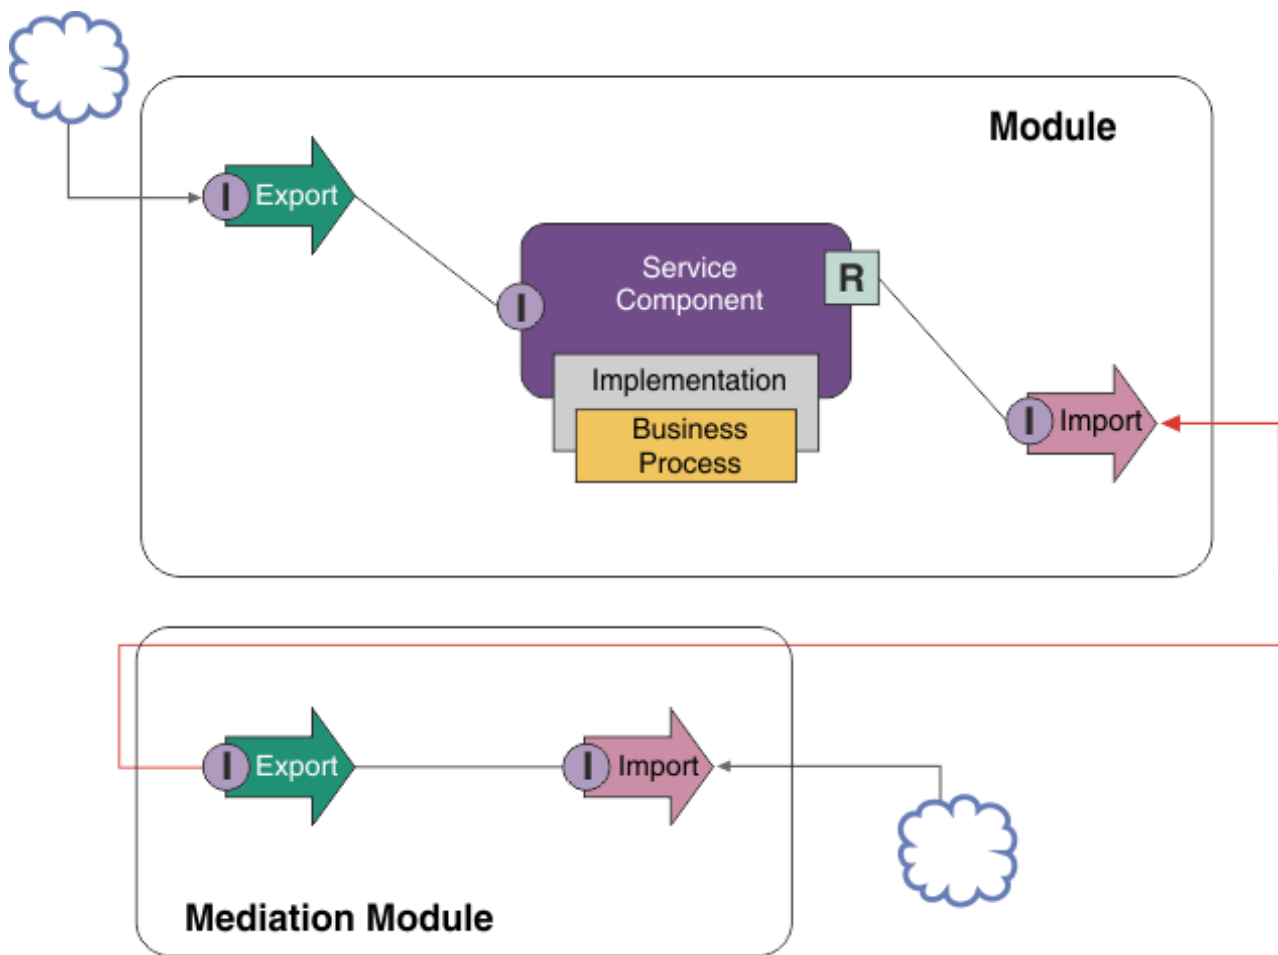 Module
I Export
Service
Component
R
I
Implementation
Business
Process
I Import
I Export
I Import
Mediation Module